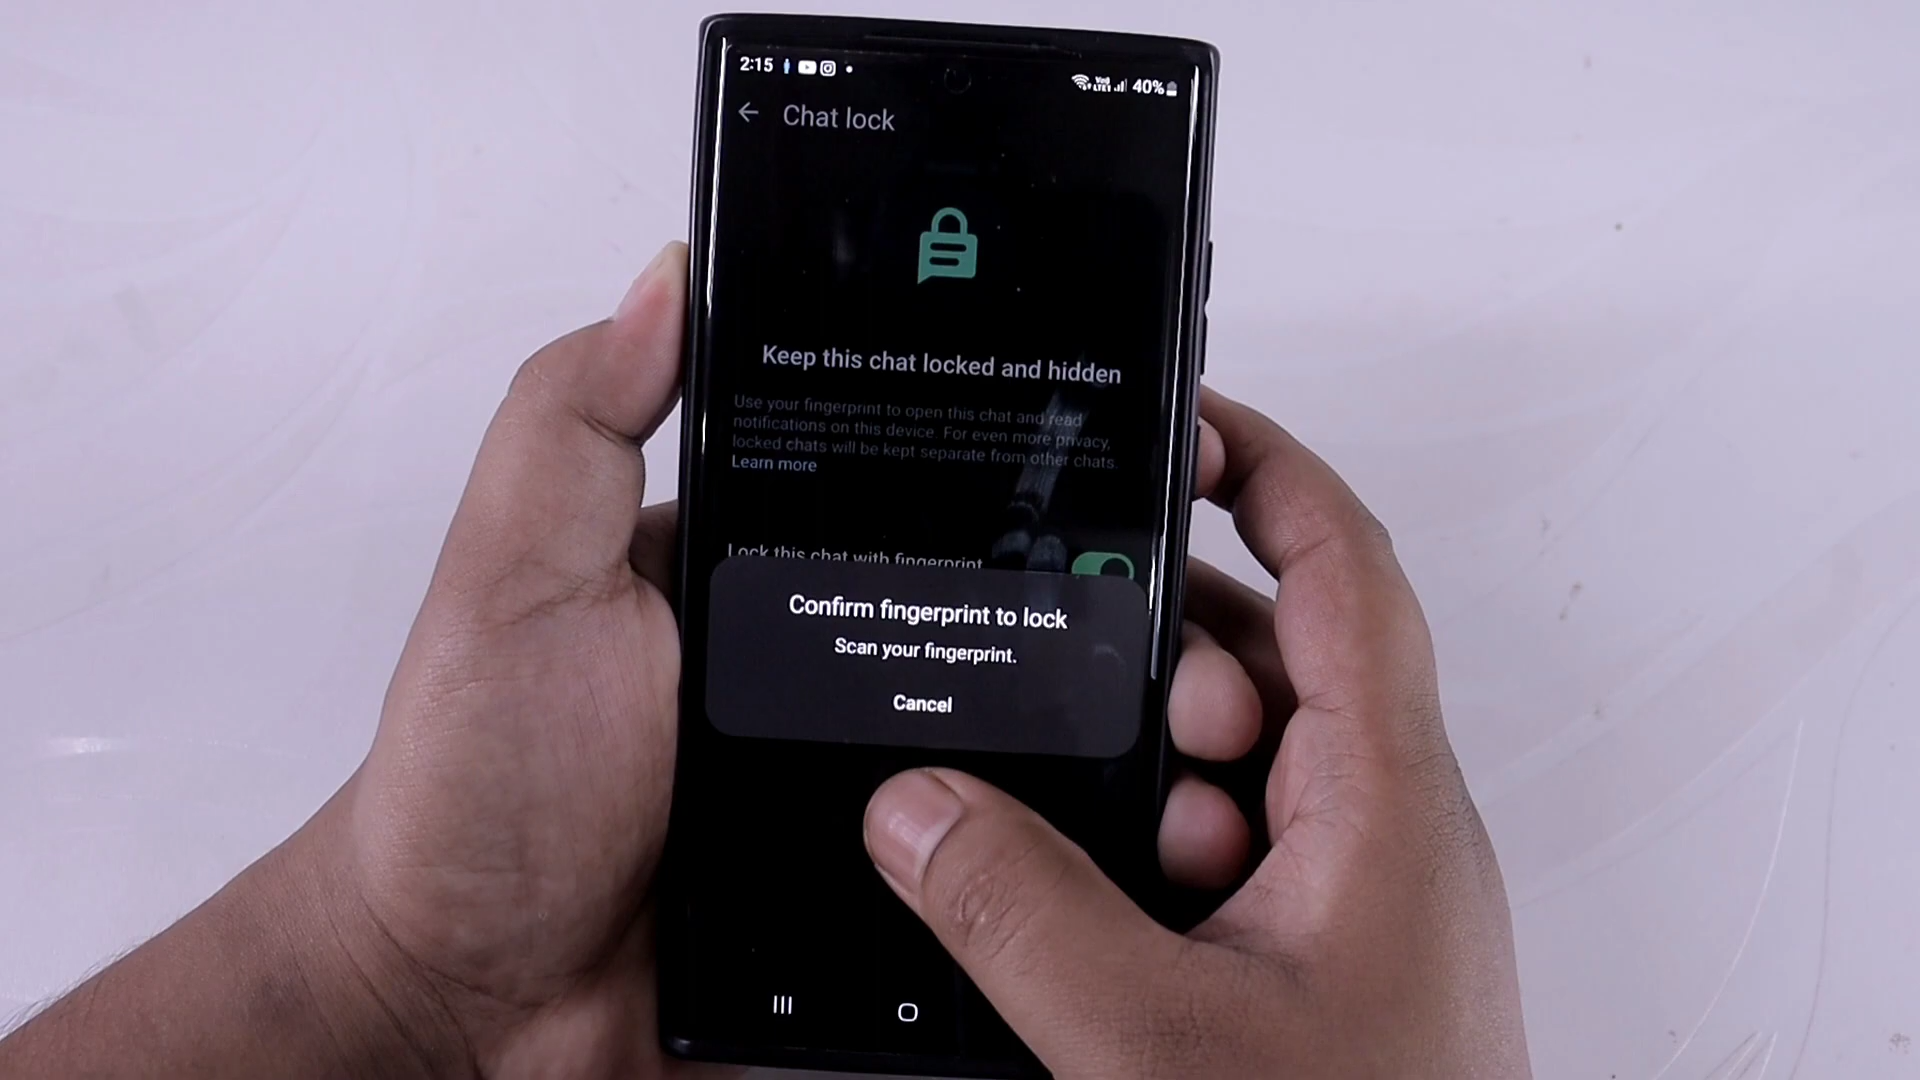 2:15
40%
Chat lock
Keep this chat locked and hidden
Use your fingerprint to open this chat and read
notifications on this device. For even more privacy,
locked chats will be kept separate from other chats.
Learn more
Lock this chat with fingerprint
Confirm fingerprint to lock
Scan your fingerprint.
Cancel